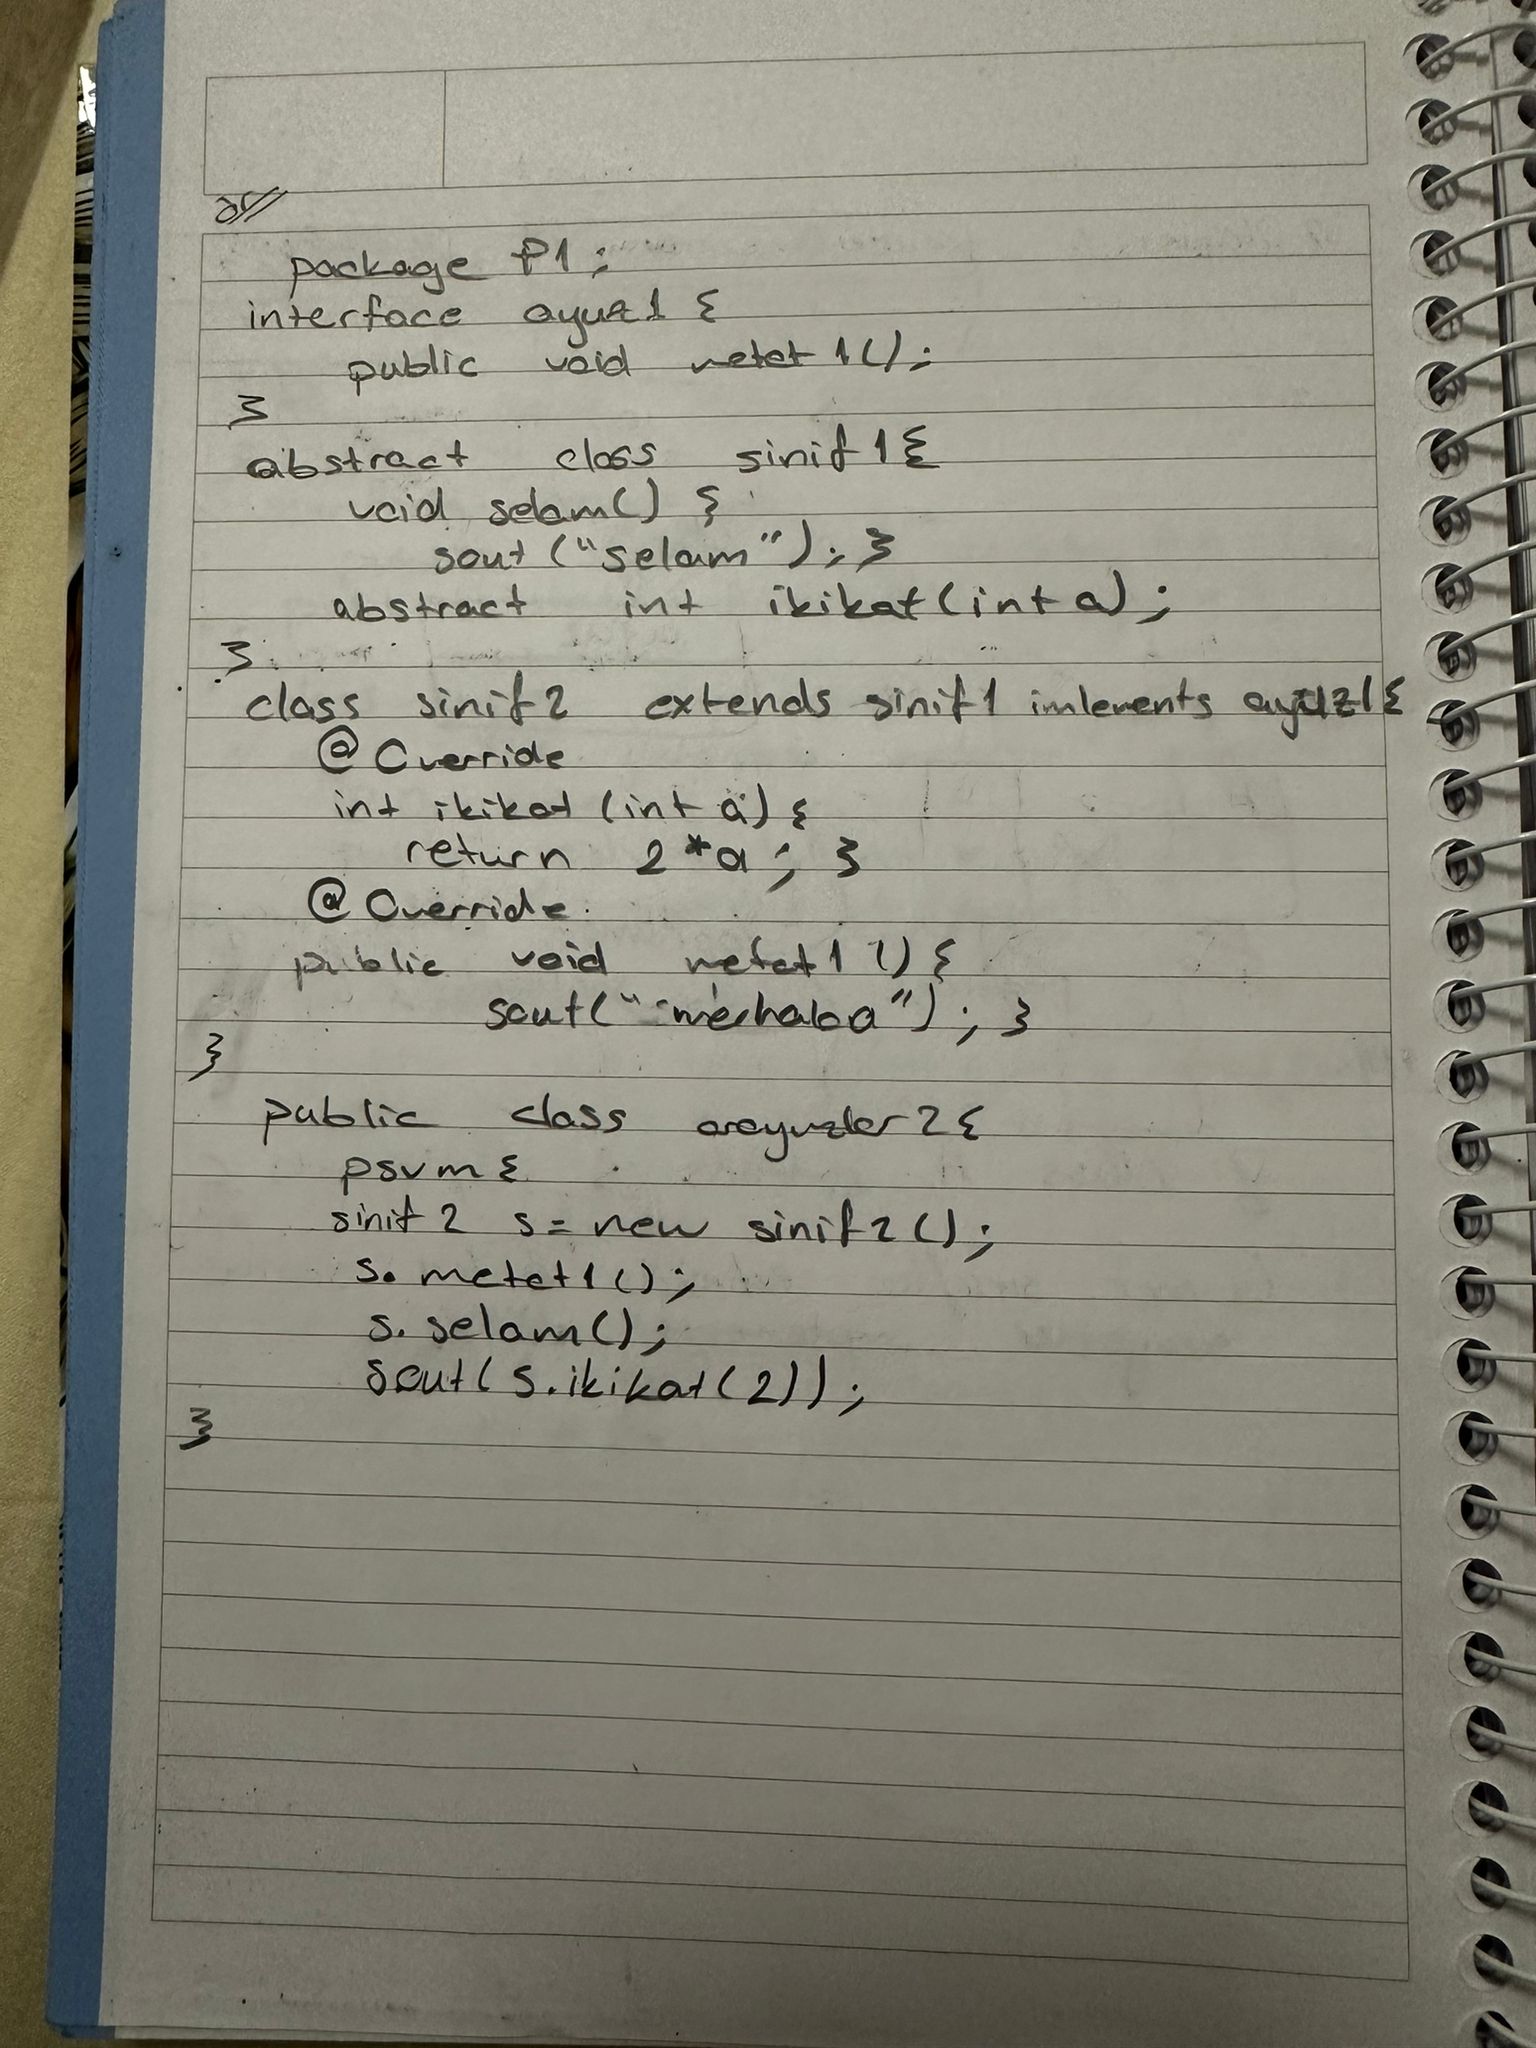 ör//
package P1;
interface ayuz1 {
public void metot1();
}
abstract class sinif1{
void selam() {
sout ("selam"); }
abstract int ikikat(int a);
}
class sinif2 extends sinif1 imlements ayüz1{
@Override
int ikikat (int a) {
return 2*a; }
@Override
public void metot1() {
sout("merhaba"); }
}
public class arayuzler2{
psvm{
sinif2 s = new sinif2();
s.metot1();
s.selam();
sout(s.ikikat(2));
}